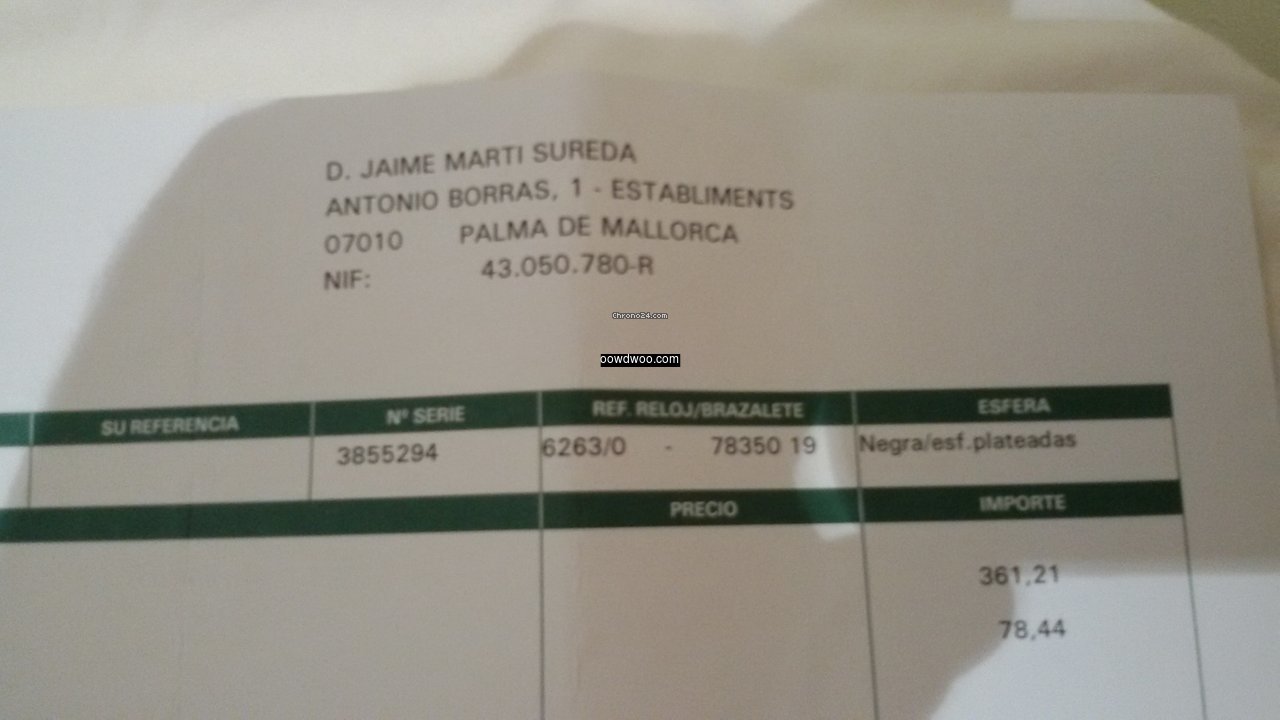 D. JAIME MARTI SUREDA
ANTONIO BORRAS, 1 - ESTABLIMENTS
07010 PALMA DE MALLORCA
NIF: 43.050.780-R
Chrono24.com
oowdwoo.com
SU REFERENCIA Nº SERIE REF. RELOJ/BRAZALETE ESFERA
3855294 6263/0 - 78350 19 Negra/esf.plateadas
PRECIO IMPORTE
361,21
78,44